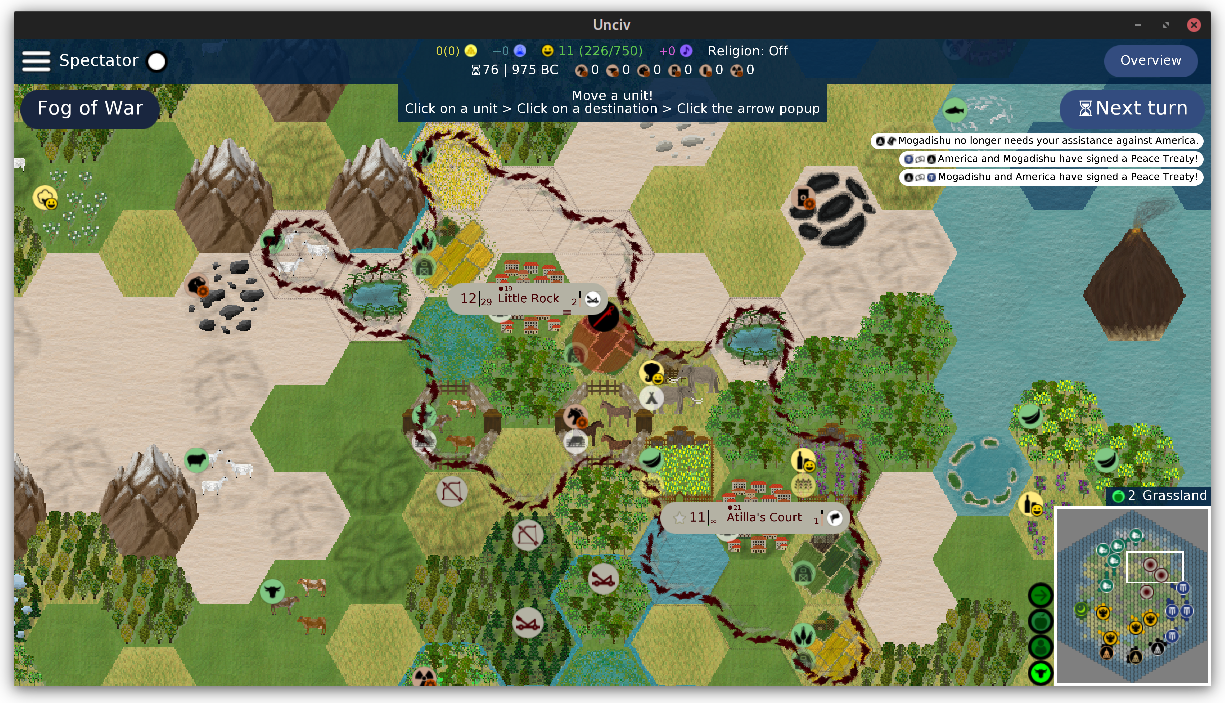 Unciv
Spectator
0(0) −0 11 (226/750) +0 Religion: Off
76 | 975 BC 0 0 0 0 0 0
Overview
Fog of War
Move a unit!
Click on a unit > Click on a destination > Click the arrow popup
Next turn
Mogadishu no longer needs your assistance against America.
America and Mogadishu have signed a Peace Treaty!
Mogadishu and America have signed a Peace Treaty!
19
12|29 Little Rock 2
21
11|∞ Atilla's Court 1
2 Grassland